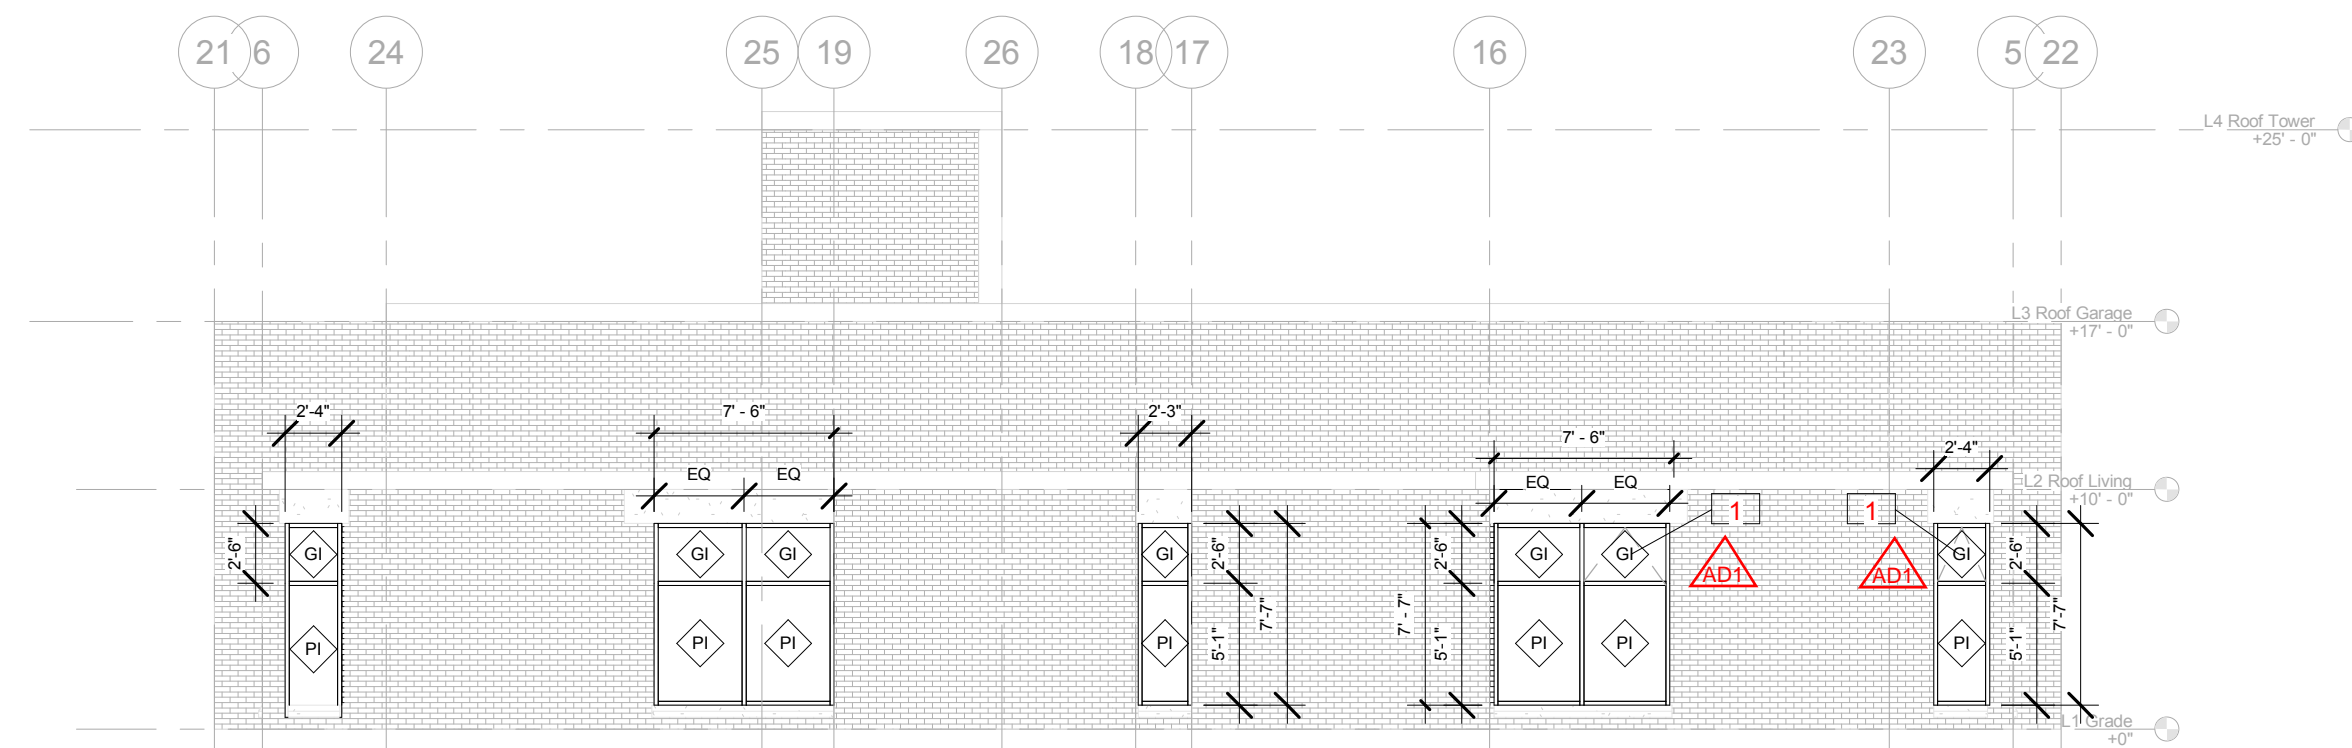 21 6 24 25 19 26 18 17 16 23 5 22
L4 Roof Tower
+25' - 0"
L3 Roof Garage
+17' - 0"
2'-4" 7' - 6" 2'-3" 7' - 6" 2'-4"
EQ EQ EQ EQ
L2 Roof Living
+10' - 0"
1 1
2'-6" GI GI GI GI 2'-6" 2'-6" GI GI GI 2'-6"
AD1 AD1
7'-7" 7' - 7" 7'-7"
PI PI PI PI 5'-1" 5'-1" PI PI PI 5'-1"
L1 Grade
+0"